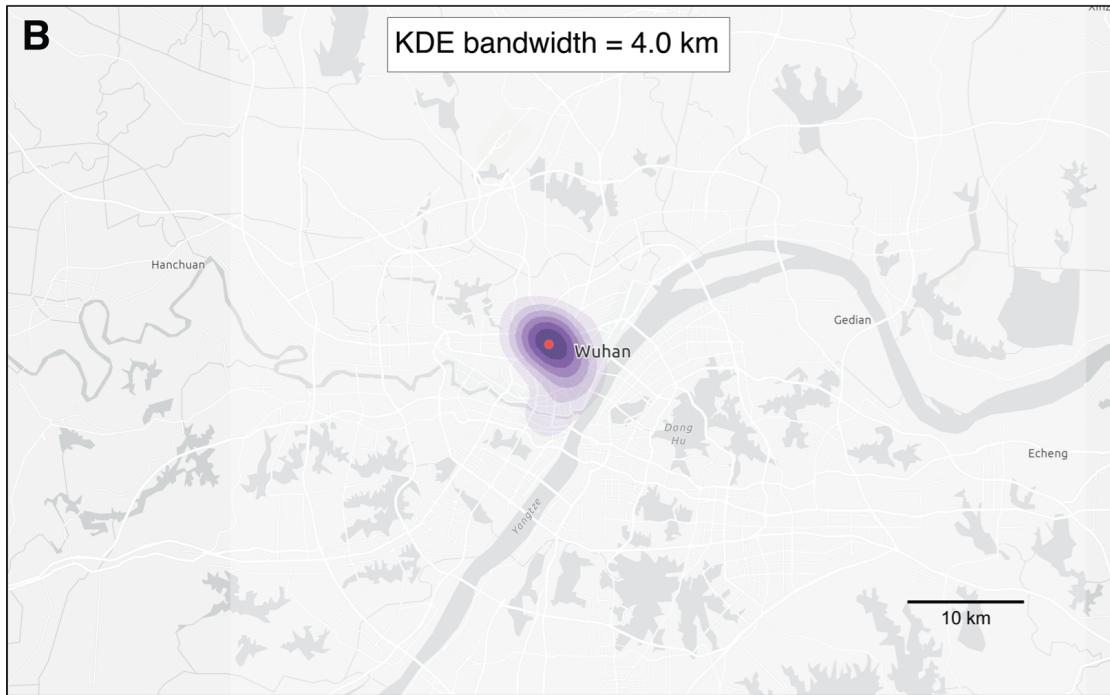 B
KDE bandwidth = 4.0 km
Hanchuan
Gedian
Wuhan
Dong
Hu
Echeng
Yangtze
10 km